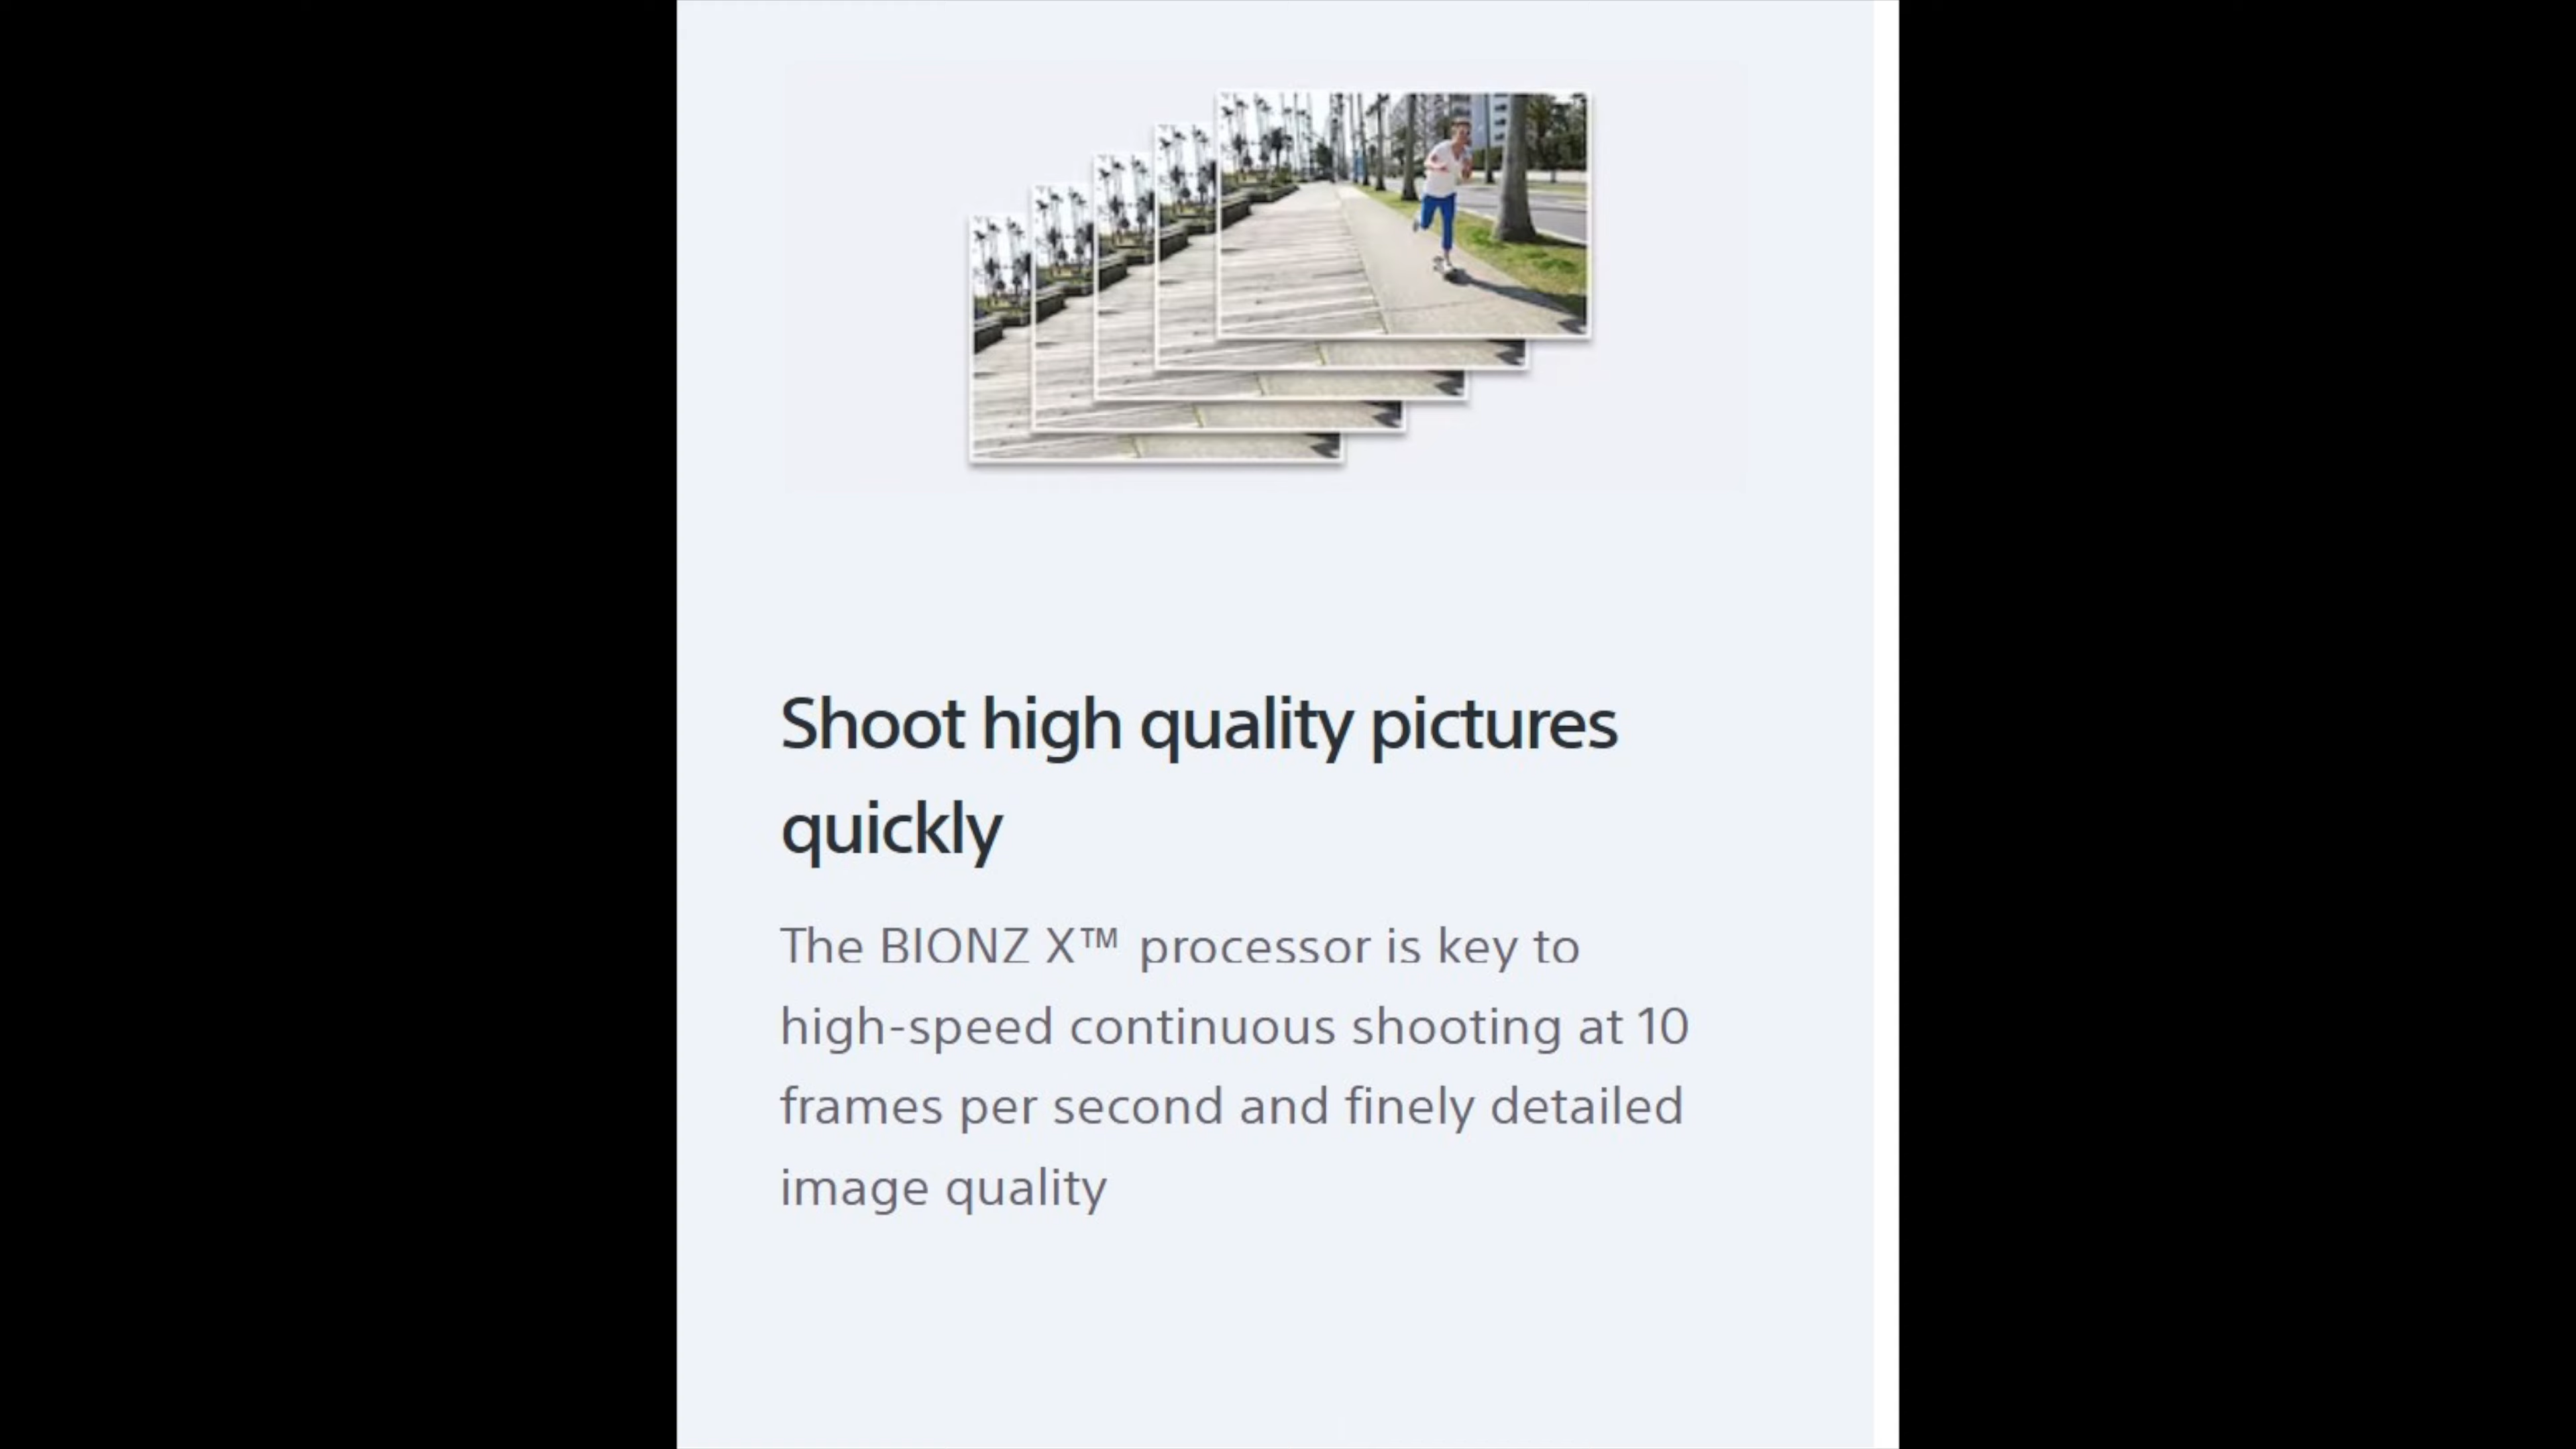 Shoot high quality pictures
quickly
The BIONZ X™ processor is key to
high-speed continuous shooting at 10
frames per second and finely detailed
image quality